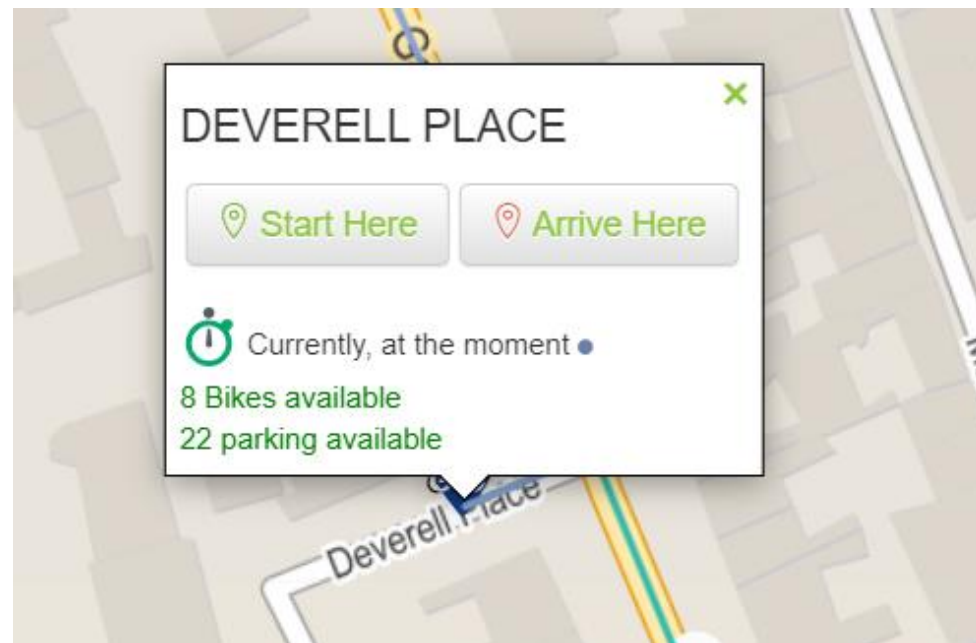 DEVERELL PLACE
Start Here
Arrive Here
Currently, at the moment
8 Bikes available
22 parking available
Deverell Place